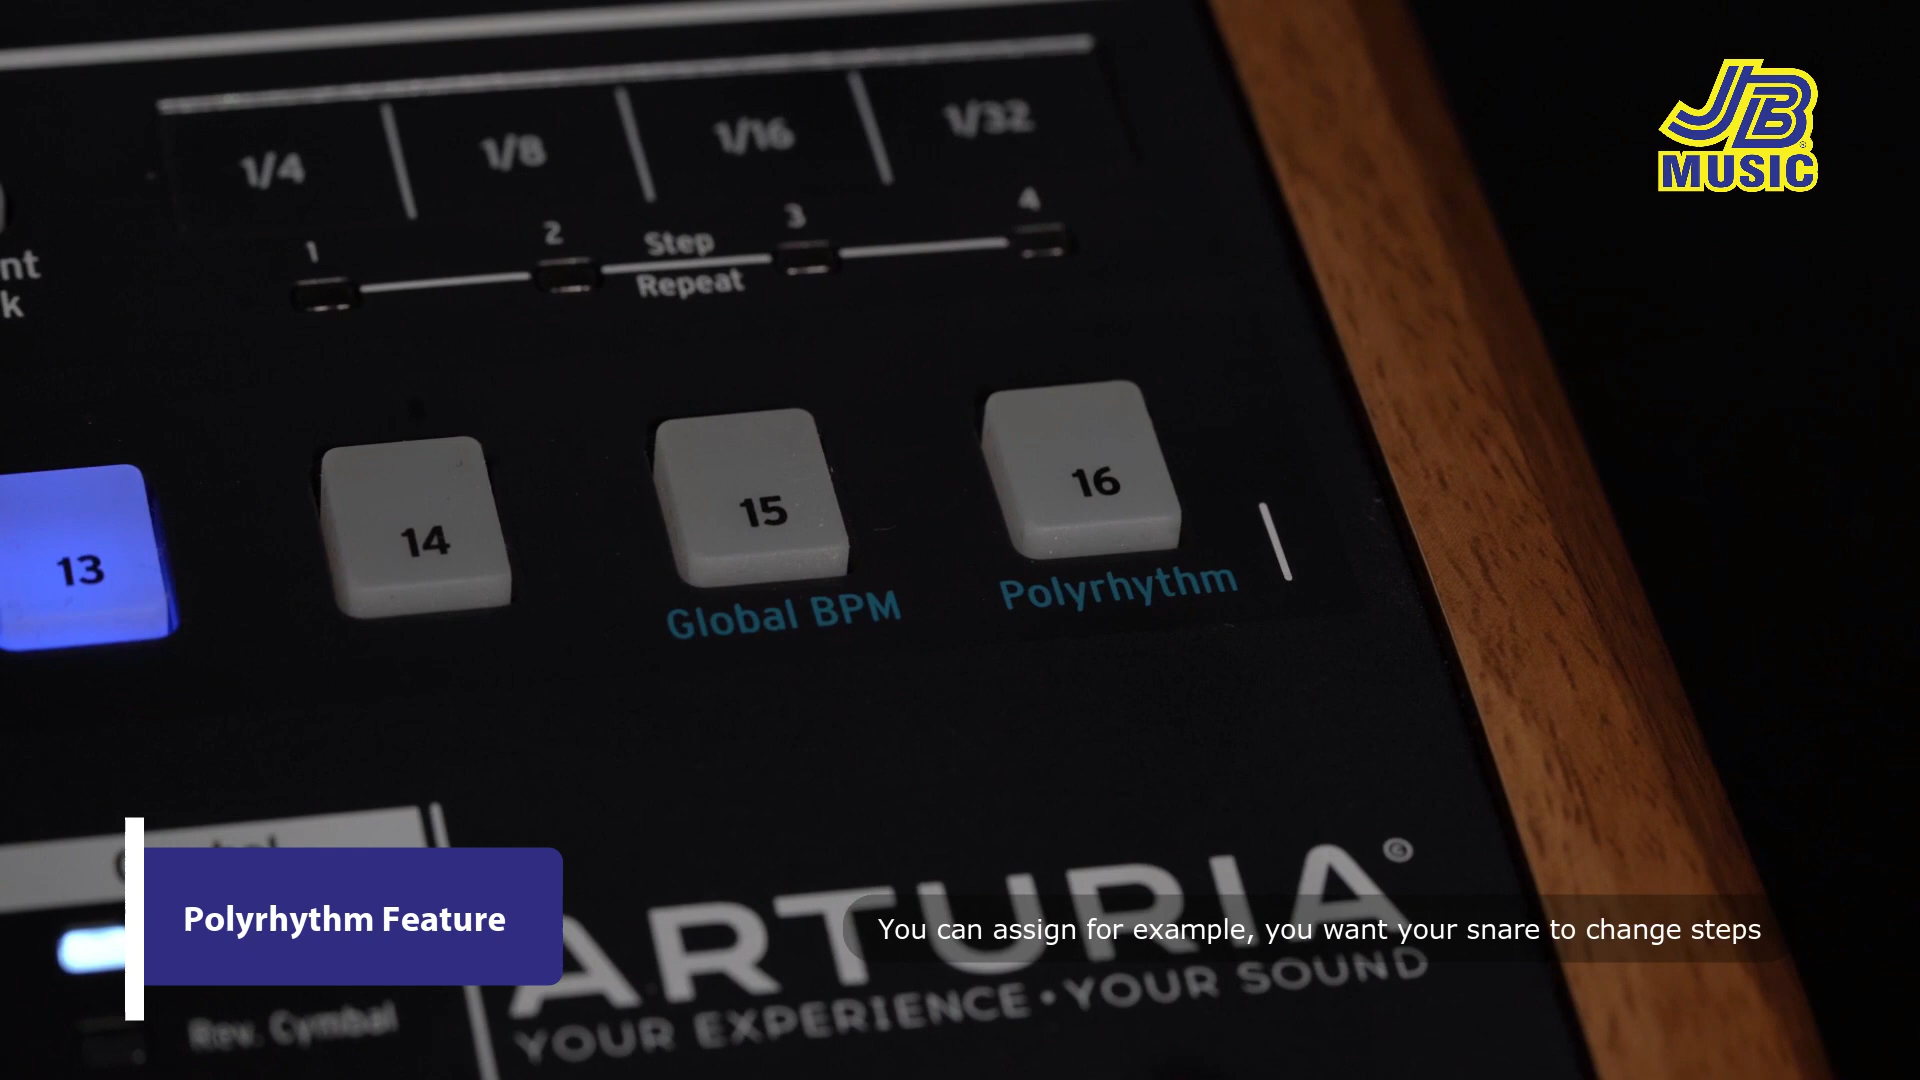 JB
MUSIC
1/4 1/8 1/16 1/32
1 2 3 4
Step
Repeat
nt
k
13 14 15 16
Global BPM Polyrhythm
Polyrhythm Feature
ARTURIA
You can assign for example, you want your snare to change steps
YOUR EXPERIENCE • YOUR SOUND
Rev. Cymbal